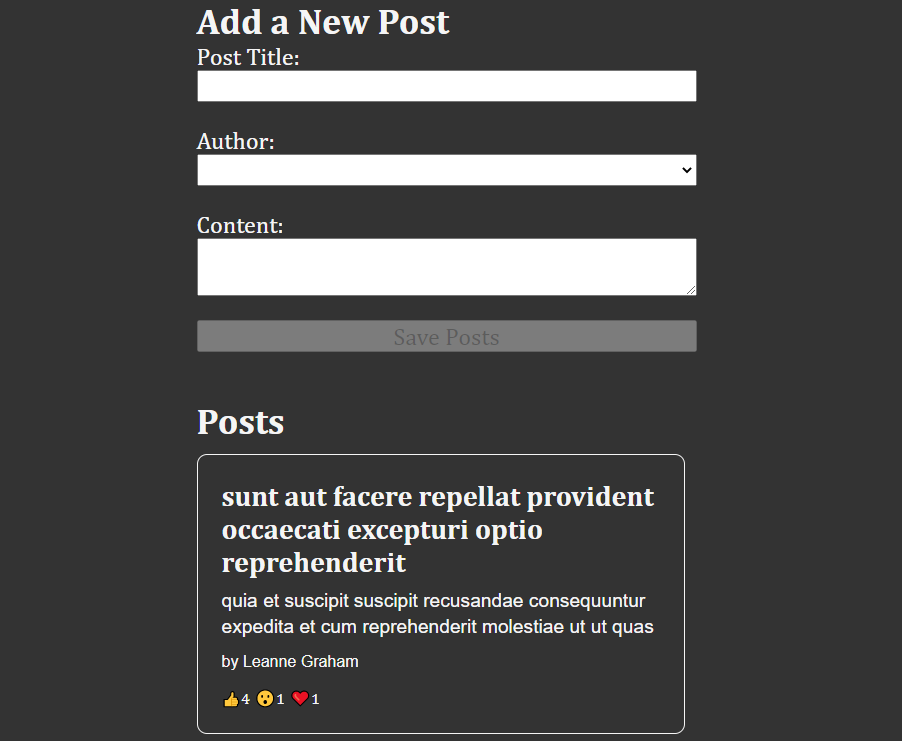 Add a New Post
Post Title:
Author:
Content:
Save Posts
Posts
sunt aut facere repellat provident
occaecati excepturi optio
reprehenderit
quia et suscipit suscipit recusandae consequuntur
expedita et cum reprehenderit molestiae ut ut quas
by Leanne Graham
👍4 😮1 ❤️1